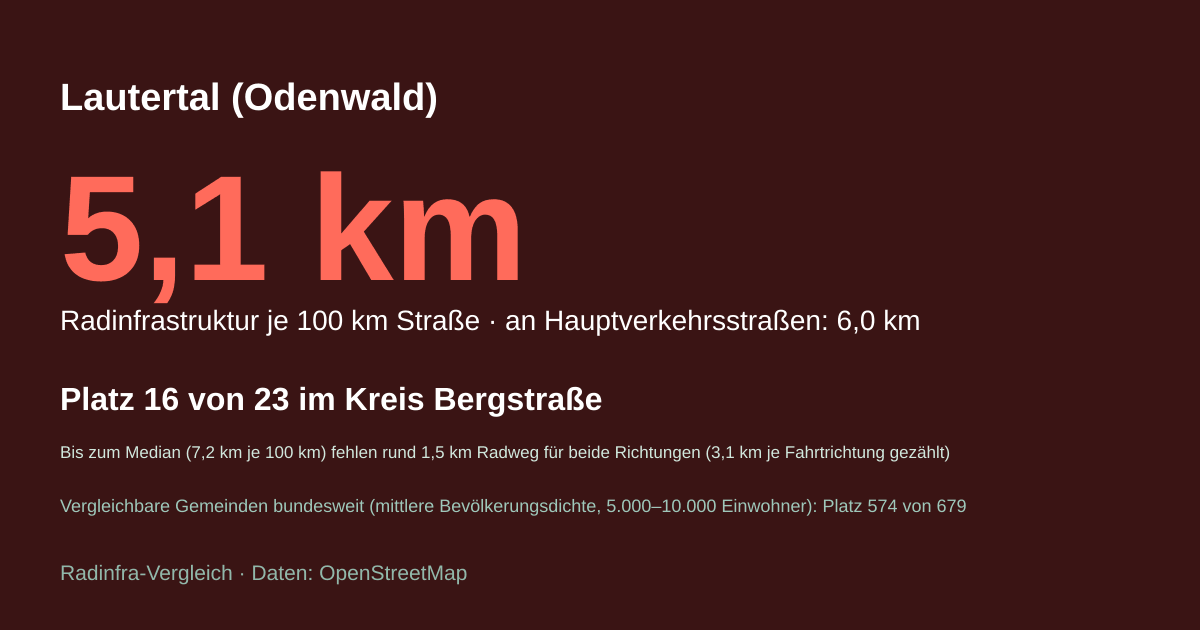 Lautertal (Odenwald)
5,1 km
Radinfrastruktur je 100 km Straße · an Hauptverkehrsstraßen: 6,0 km
Platz 16 von 23 im Kreis Bergstraße
Bis zum Median (7,2 km je 100 km) fehlen rund 1,5 km Radweg für beide Richtungen (3,1 km je Fahrtrichtung gezählt)
Vergleichbare Gemeinden bundesweit (mittlere Bevölkerungsdichte, 5.000–10.000 Einwohner): Platz 574 von 679
Radinfra-Vergleich · Daten: OpenStreetMap